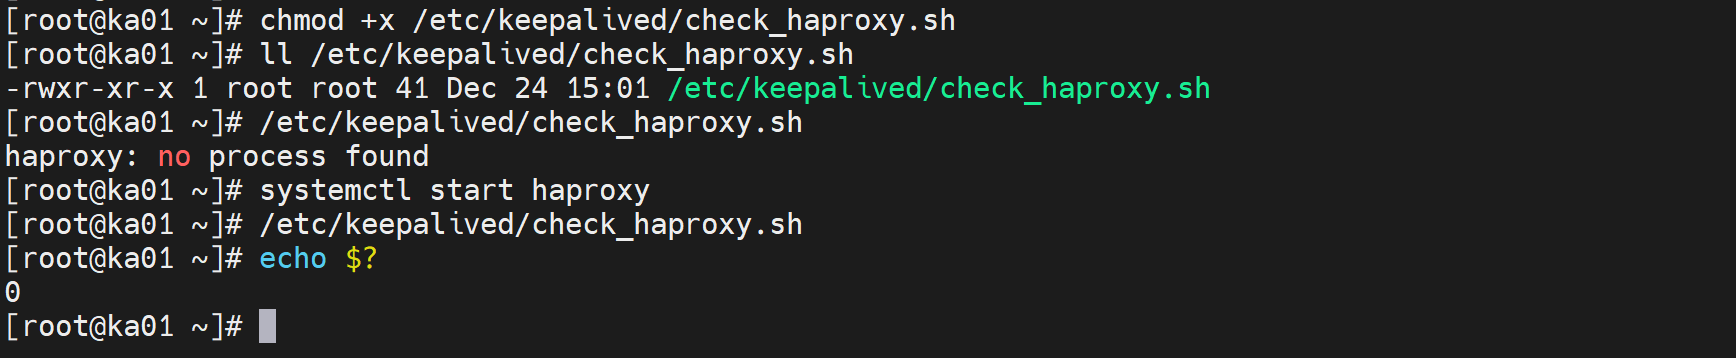 [root@ka01 ~]# chmod +x /etc/keepalived/check_haproxy.sh
[root@ka01 ~]# ll /etc/keepalived/check_haproxy.sh
-rwxr-xr-x 1 root root 41 Dec 24 15:01 /etc/keepalived/check_haproxy.sh
[root@ka01 ~]# /etc/keepalived/check_haproxy.sh
haproxy: no process found
[root@ka01 ~]# systemctl start haproxy
[root@ka01 ~]# /etc/keepalived/check_haproxy.sh
[root@ka01 ~]# echo $?
0
[root@ka01 ~]#